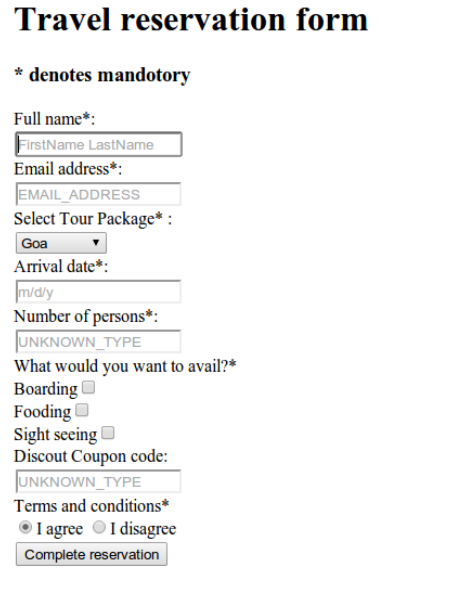 Travel reservation form
* denotes mandotory
Full name*:
FirstName LastName
Email address*:
EMAIL_ADDRESS
Select Tour Package* :
Goa
Arrival date*:
m/d/y
Number of persons*:
UNKNOWN_TYPE
What would you want to avail?*
Boarding
Fooding
Sight seeing
Discout Coupon code:
UNKNOWN_TYPE
Terms and conditions*
I agree I disagree
Complete reservation